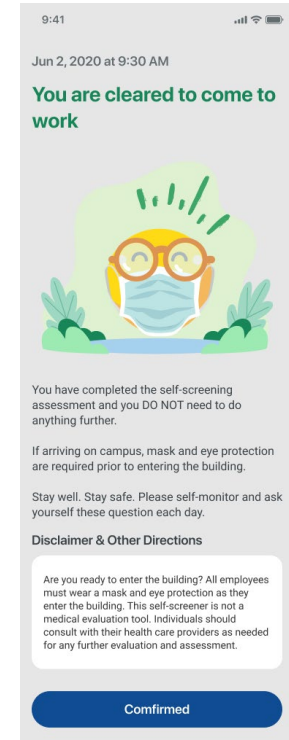 9:41
Jun 2, 2020 at 9:30 AM
You are cleared to come to
work
You have completed the self-screening
assessment and you DO NOT need to do
anything further.
If arriving on campus, mask and eye protection
are required prior to entering the building.
Stay well. Stay safe. Please self-monitor and ask
yourself these question each day.
Disclaimer & Other Directions
Are you ready to enter the building? All employees
must wear a mask and eye protection as they
enter the building. This self-screener is not a
medical evaluation tool. Individuals should
consult with their health care providers as needed
for any further evaluation and assessment.
Comfirmed